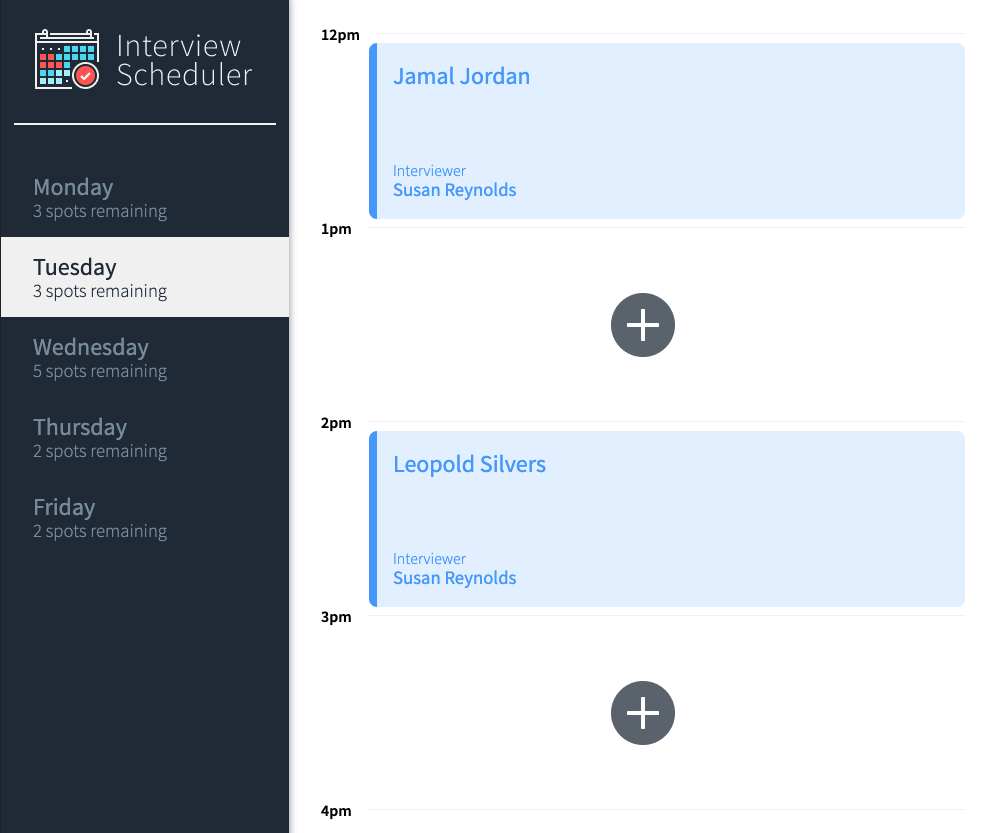 Interview
Scheduler
Monday
3 spots remaining
Tuesday
3 spots remaining
Wednesday
5 spots remaining
Thursday
2 spots remaining
Friday
2 spots remaining
12pm
Jamal Jordan
Interviewer
Susan Reynolds
1pm
2pm
Leopold Silvers
Interviewer
Susan Reynolds
3pm
4pm